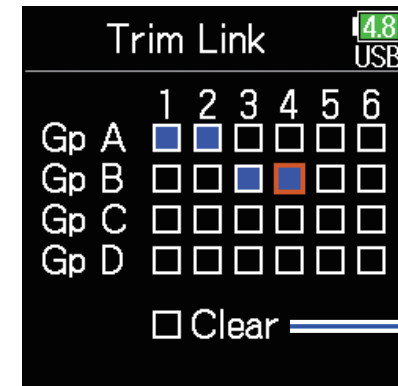 Trim Link 4.8
USB
1 2 3 4 5 6
Gp A
Gp B
Gp C
Gp D
Clear